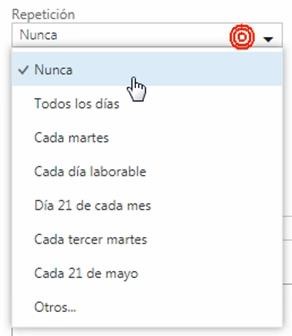 Repetición
Nunca
Nunca
Todos los días
Cada martes
Cada día laborable
Día 21 de cada mes
Cada tercer martes
Cada 21 de mayo
Otros...